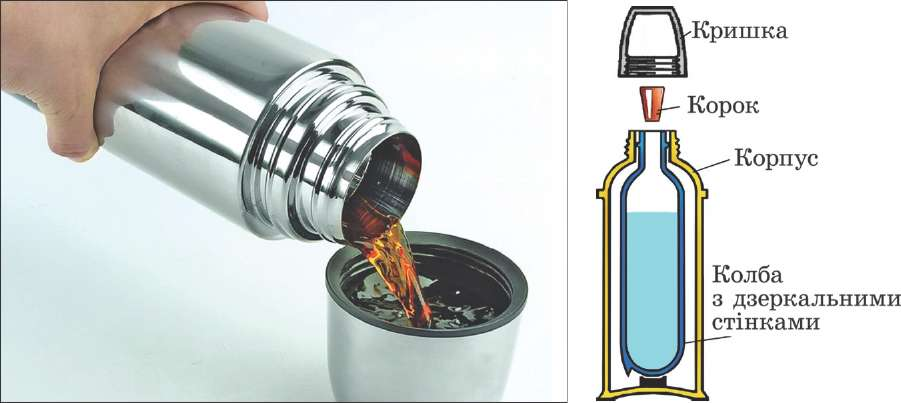 Кришка
Корок
Корпус
Колба
з дзеркальними
стінками